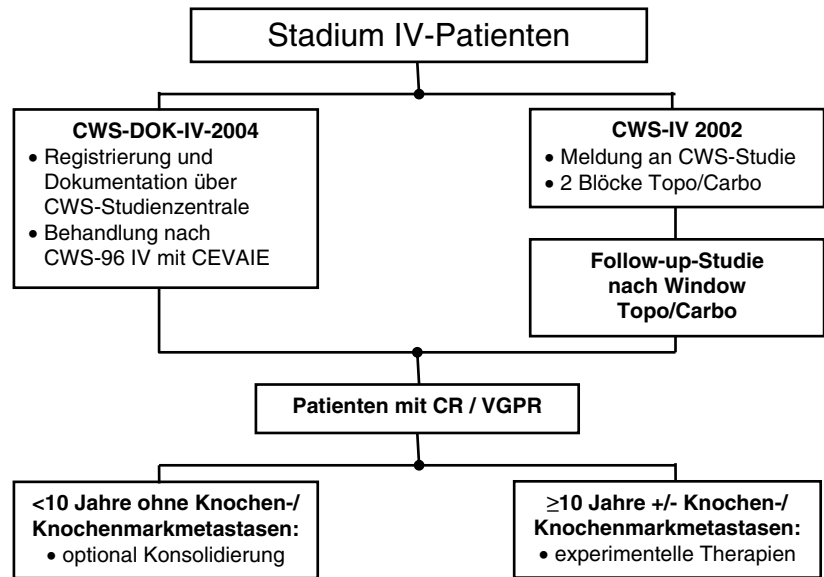 Stadium IV-Patienten
CWS-DOK-IV-2004
• Registrierung und
Dokumentation über
CWS-Studienzentrale
• Behandlung nach
CWS-96 IV mit CEVAIE
CWS-IV 2002
• Meldung an CWS-Studie
• 2 Blöcke Topo/Carbo
Follow-up-Studie
nach Window
Topo/Carbo
Patienten mit CR / VGPR
<10 Jahre ohne Knochen-/
Knochenmarkmetastasen:
• optional Konsolidierung
≥10 Jahre +/- Knochen-/
Knochenmarkmetastasen:
• experimentelle Therapien